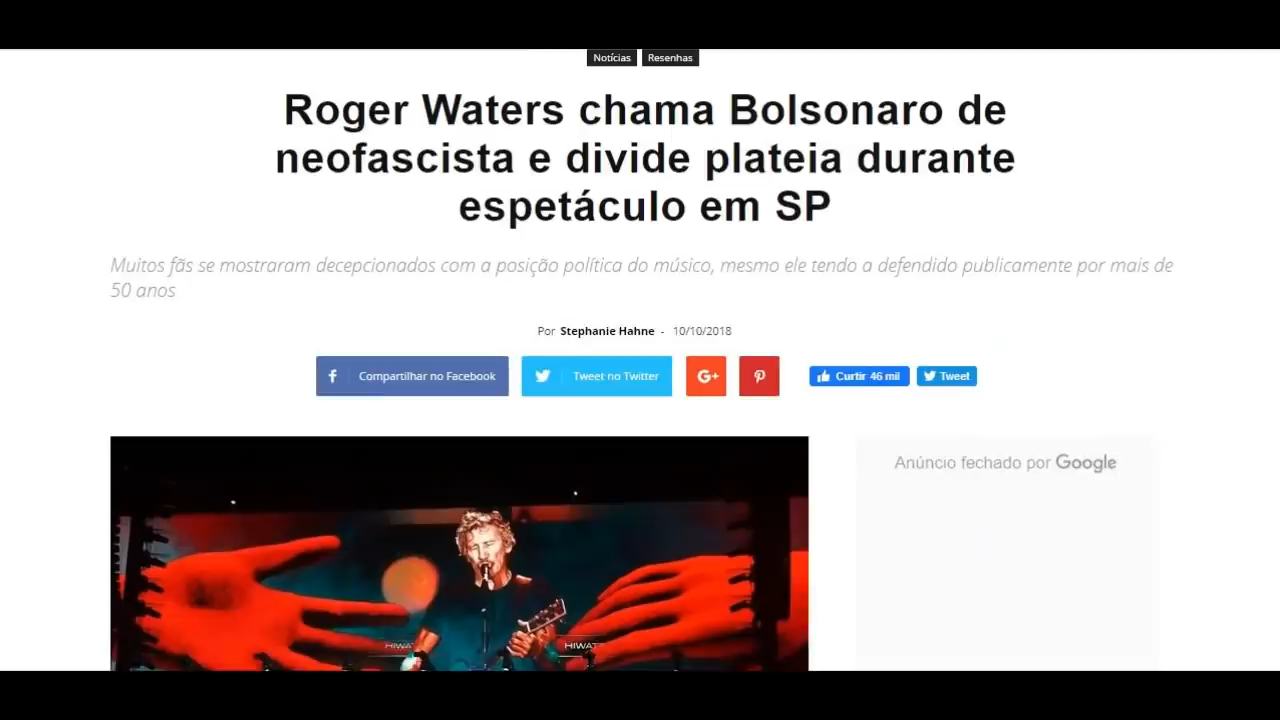 Notícias Resenhas
Roger Waters chama Bolsonaro de
neofascista e divide plateia durante
espetáculo em SP
Muitos fãs se mostraram decepcionados com a posição política do músico, mesmo ele tendo a defendido publicamente por mais de
50 anos
Por Stephanie Hahne - 10/10/2018
Compartilhar no Facebook Tweet no Twitter G+ Curtir 46 mil Tweet
Anúncio fechado por Google
HIWATT HIWATT